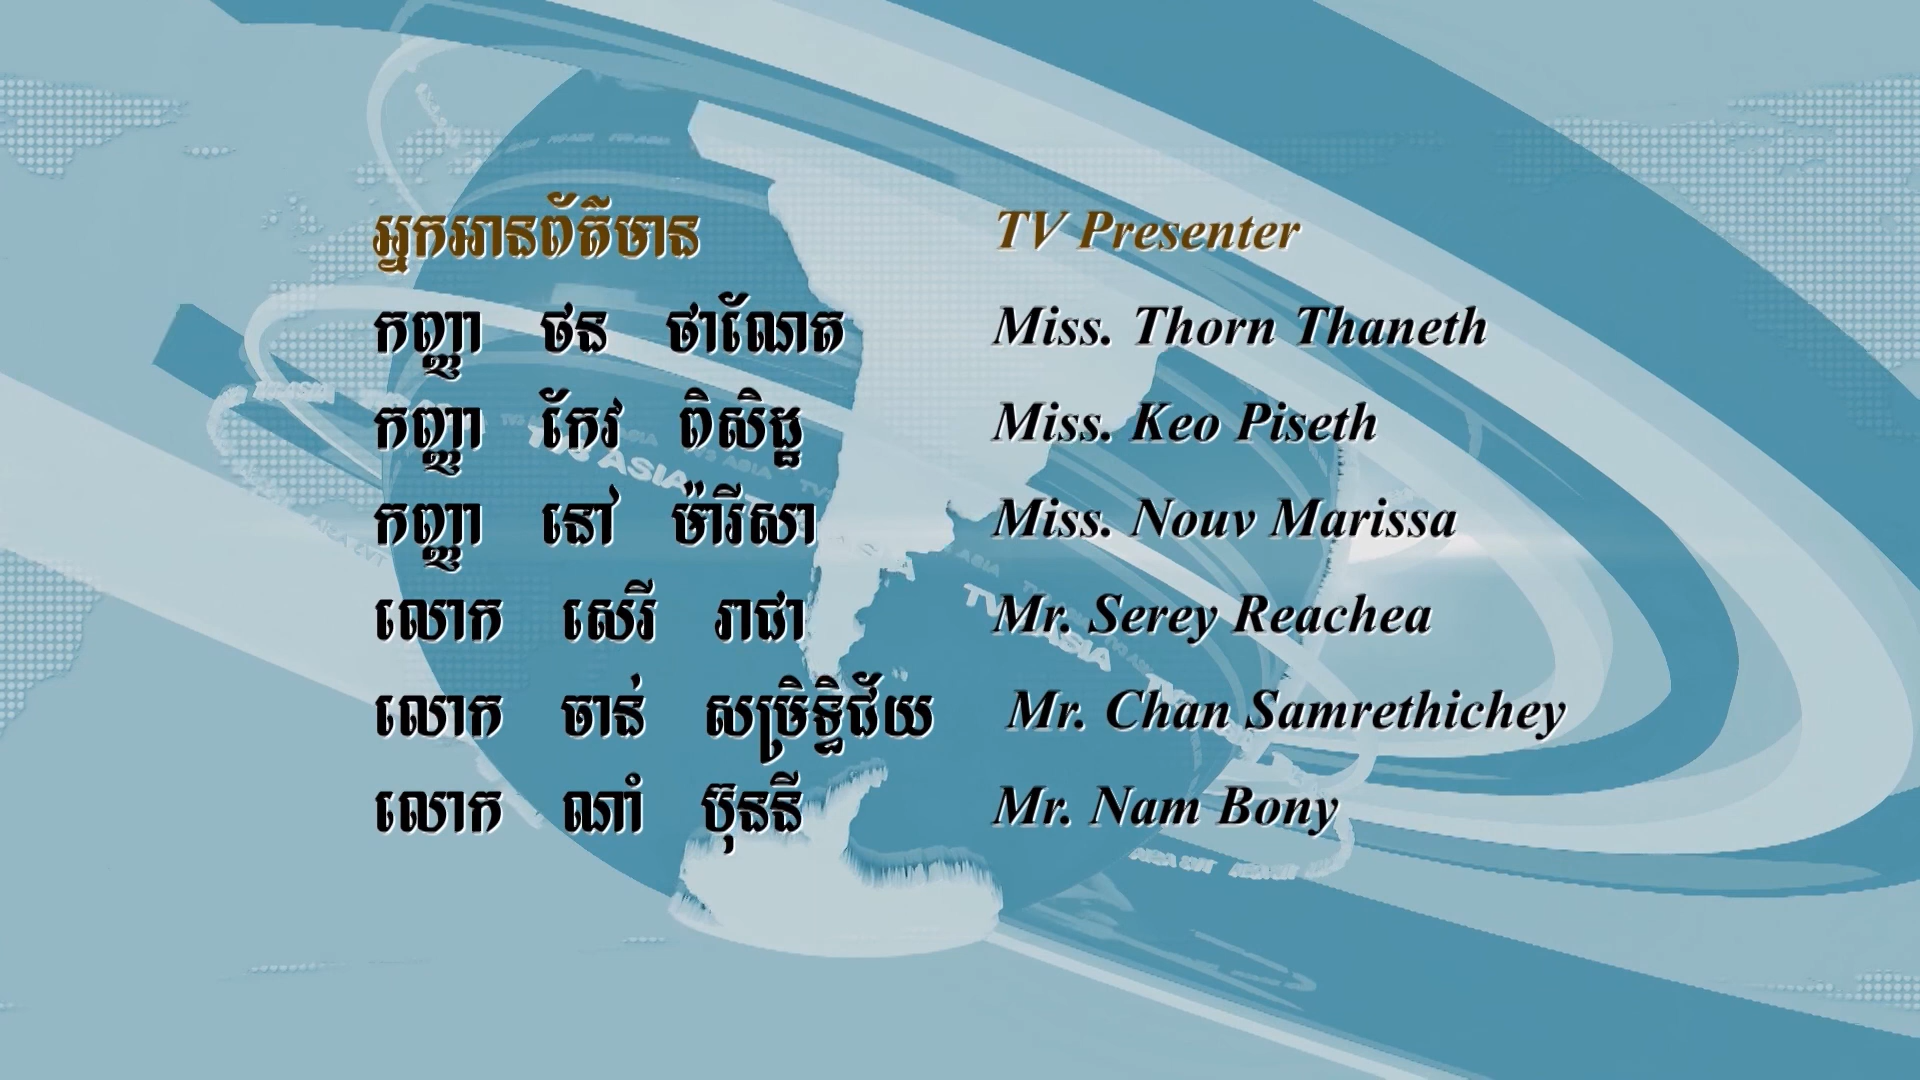 អ្នកអានព័ត៌មាន TV Presenter
កញ្ញា ថន ថាណែត Miss. Thorn Thaneth
កញ្ញា កែវ ពិសិដ្ឋ Miss. Keo Piseth
កញ្ញា នៅ ម៉ារីសា Miss. Nouv Marissa
លោក សេរី រាជា Mr. Serey Reachea
លោក ចាន់ សម្រិទ្ធិជ័យ Mr. Chan Samrethichey
លោក ណាំ ប៊ុននី Mr. Nam Bony